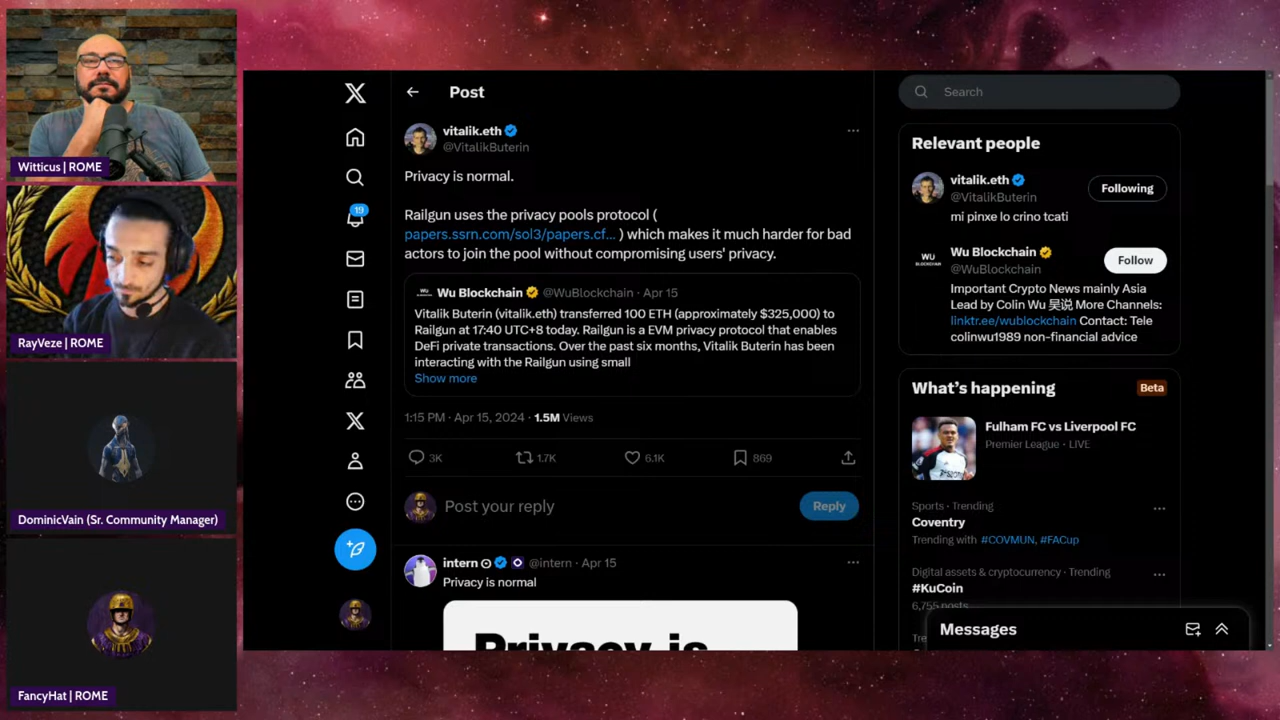 Witticus | ROME
RayVeze | ROME
DominicVain (Sr. Community Manager)
FancyHat | ROME
19
Post
vitalik.eth
@VitalikButerin
Privacy is normal.
Railgun uses the privacy pools protocol (
papers.ssrn.com/sol3/papers.cf... ) which makes it much harder for bad
actors to join the pool without compromising users' privacy.
WU Wu Blockchain @WuBlockchain · Apr 15
Vitalik Buterin (vitalik.eth) transferred 100 ETH (approximately $325,000) to
Railgun at 17:40 UTC+8 today. Railgun is a EVM privacy protocol that enables
DeFi private transactions. Over the past six months, Vitalik Buterin has been
interacting with the Railgun using small
Show more
1:15 PM · Apr 15, 2024 · 1.5M Views
3K 1.7K 6.1K 869
Post your reply
Reply
intern @intern · Apr 15
Privacy is normal
Privacy is
Search
Relevant people
vitalik.eth
@VitalikButerin
Following
mi pinxe lo crino tcati
WU
BLOCKCHAIN
Wu Blockchain
@WuBlockchain
Follow
Important Crypto News mainly Asia
Lead by Colin Wu 吴说 More Channels:
linktr.ee/wublockchain Contact: Tele
colinwu1989 non-financial advice
What's happening
Beta
Fulham FC vs Liverpool FC
Premier League · LIVE
Sports · Trending
Coventry
Trending with #COVMUN, #FACup
Digital assets & cryptocurrency · Trending
#KuCoin
6,755 posts
Tre
Messages